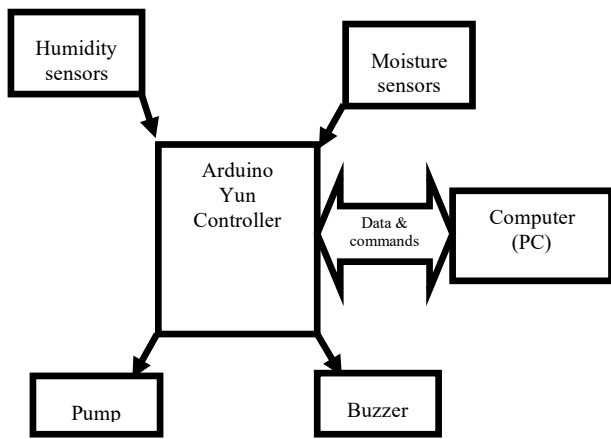 Humidity
sensors
Moisture
sensors
Arduino
Yun
Controller
Data &
commands
Computer
(PC)
Pump
Buzzer